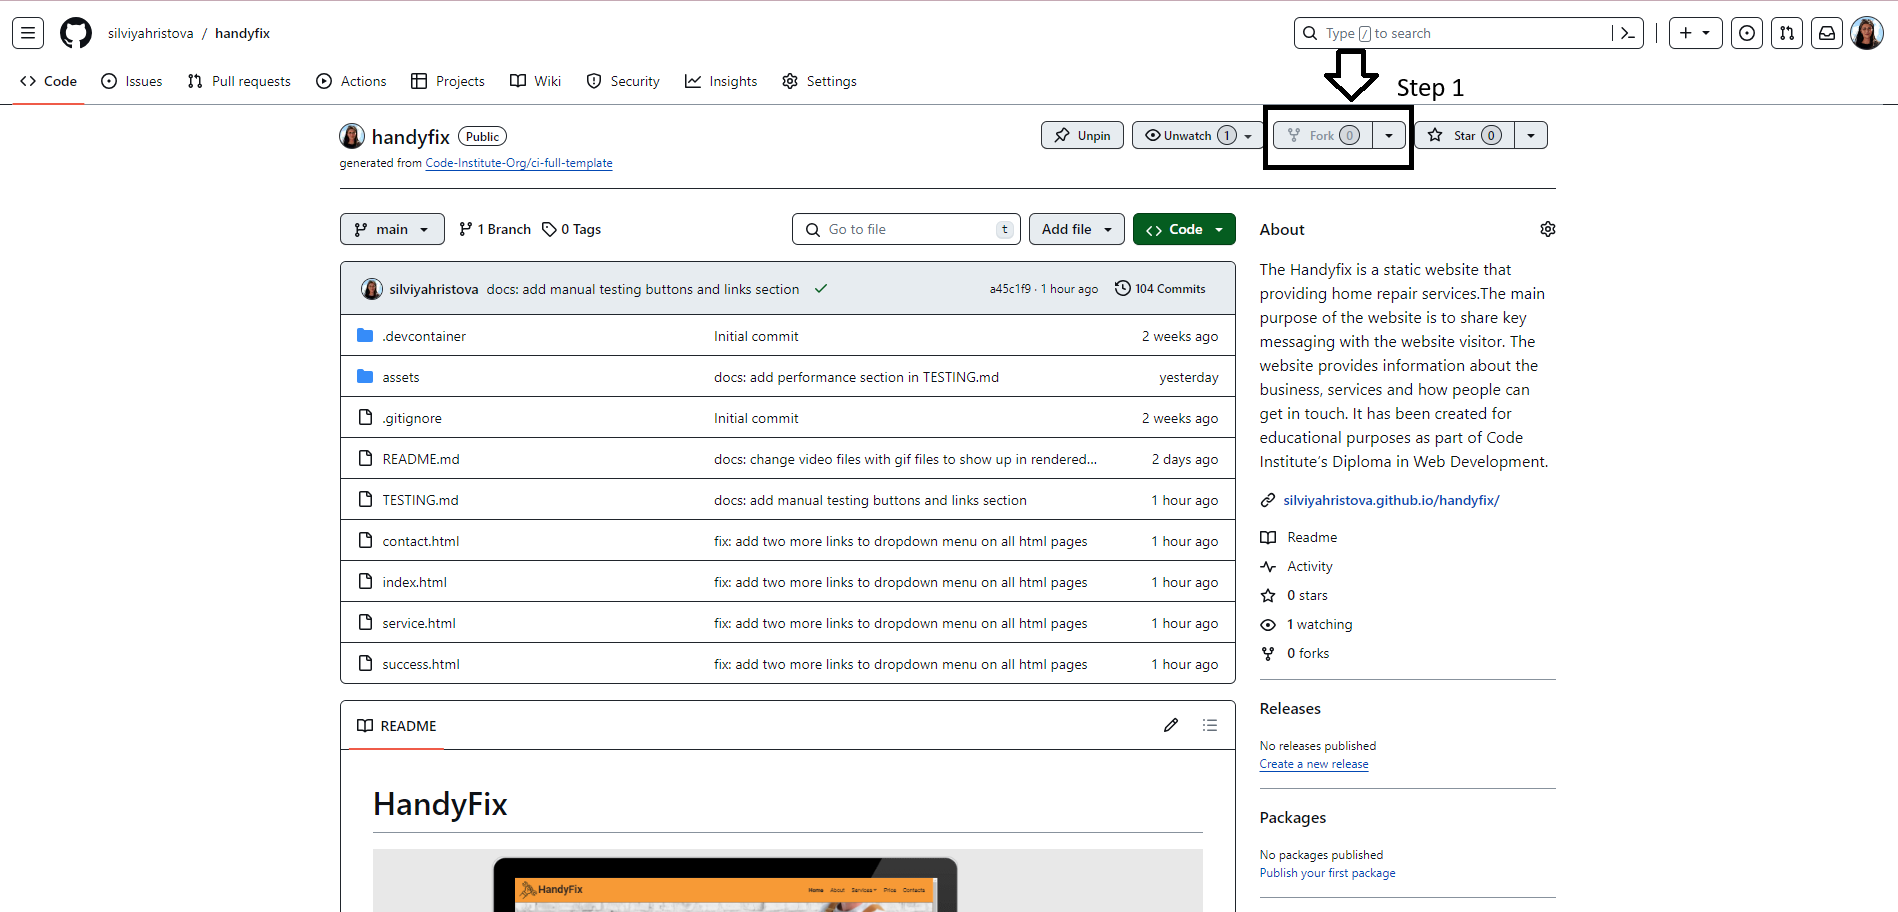 silviyahristova / handyfix
Type / to search
Code Issues Pull requests Actions Projects Wiki Security Insights Settings
Step 1
handyfix Public
Unpin Unwatch 1 Fork 0 Star 0
generated from Code-Institute-Org/ci-full-template
main 1 Branch 0 Tags
Go to file t Add file Code
silviyahristova docs: add manual testing buttons and links section a45c1f9 · 1 hour ago 104 Commits
.devcontainer Initial commit 2 weeks ago
assets docs: add performance section in TESTING.md yesterday
.gitignore Initial commit 2 weeks ago
README.md docs: change video files with gif files to show up in rendered... 2 days ago
TESTING.md docs: add manual testing buttons and links section 1 hour ago
contact.html fix: add two more links to dropdown menu on all html pages 1 hour ago
index.html fix: add two more links to dropdown menu on all html pages 1 hour ago
service.html fix: add two more links to dropdown menu on all html pages 1 hour ago
success.html fix: add two more links to dropdown menu on all html pages 1 hour ago
README
HandyFix
HandyFix Home About Services Price Contacts
About
The Handyfix is a static website that
providing home repair services.The main
purpose of the website is to share key
messaging with the website visitor. The
website provides information about the
business, services and how people can
get in touch. It has been created for
educational purposes as part of Code
Institute's Diploma in Web Development.
silviyahristova.github.io/handyfix/
Readme
Activity
0 stars
1 watching
0 forks
Releases
No releases published
Create a new release
Packages
No packages published
Publish your first package